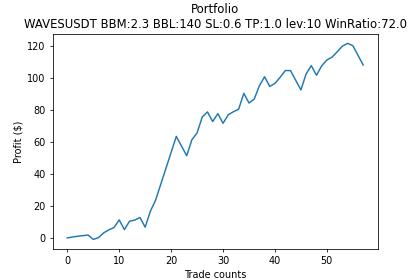 Portfolio
WAVESUSDT BBM:2.3 BBL:140 SL:0.6 TP:1.0 lev:10 WinRatio:72.0
120
100
80
60
40
20
0
Profit ($)
0 10 20 30 40 50
Trade counts